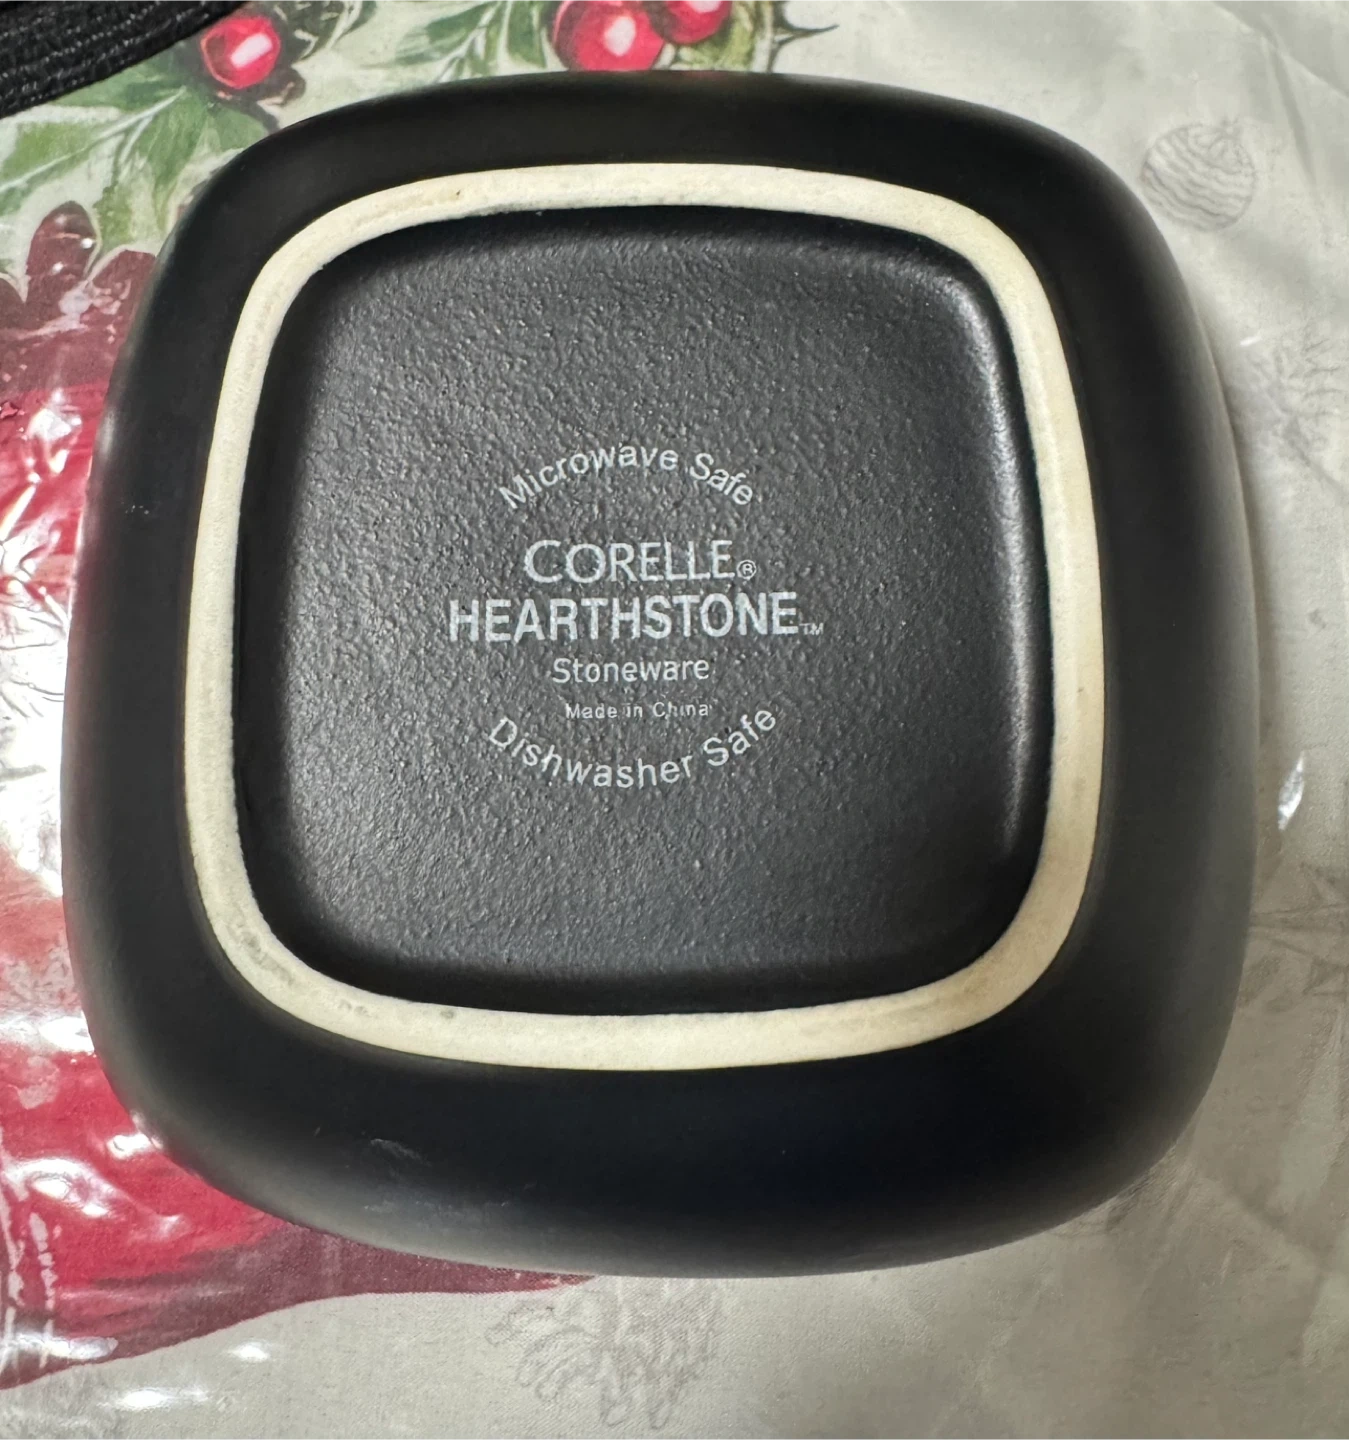 Microwave Safe
CORELLE®
HEARTHSTONE™
Stoneware
Made in China
Dishwasher Safe